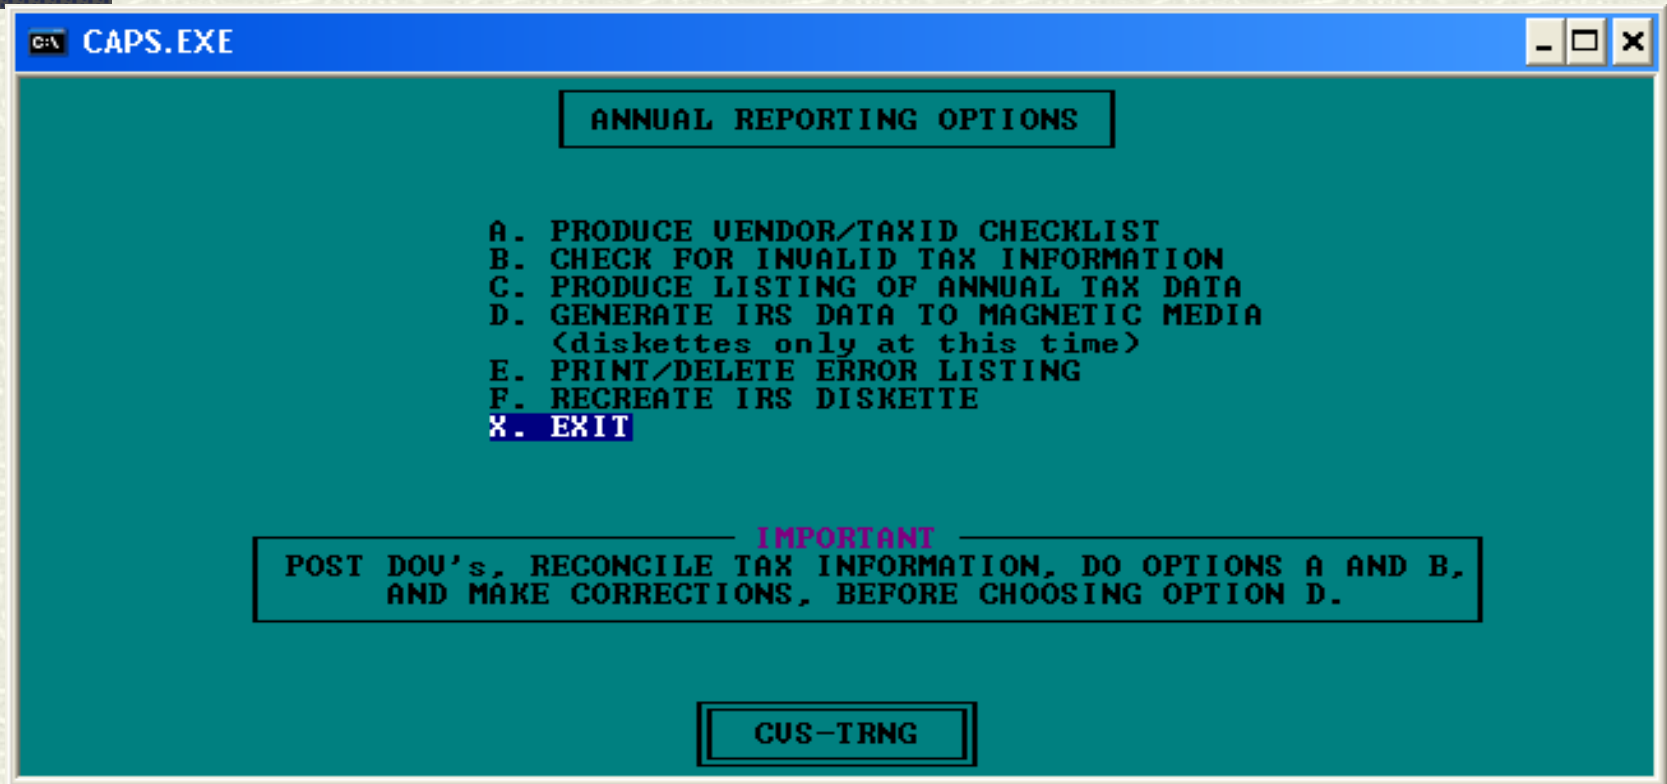 C:\ CAPS.EXE
ANNUAL REPORTING OPTIONS
A. PRODUCE VENDOR/TAXID CHECKLIST
B. CHECK FOR INVALID TAX INFORMATION
C. PRODUCE LISTING OF ANNUAL TAX DATA
D. GENERATE IRS DATA TO MAGNETIC MEDIA
(diskettes only at this time)
E. PRINT/DELETE ERROR LISTING
F. RECREATE IRS DISKETTE
X. EXIT
IMPORTANT
POST DOV's, RECONCILE TAX INFORMATION, DO OPTIONS A AND B,
AND MAKE CORRECTIONS, BEFORE CHOOSING OPTION D.
CVS-TRNG